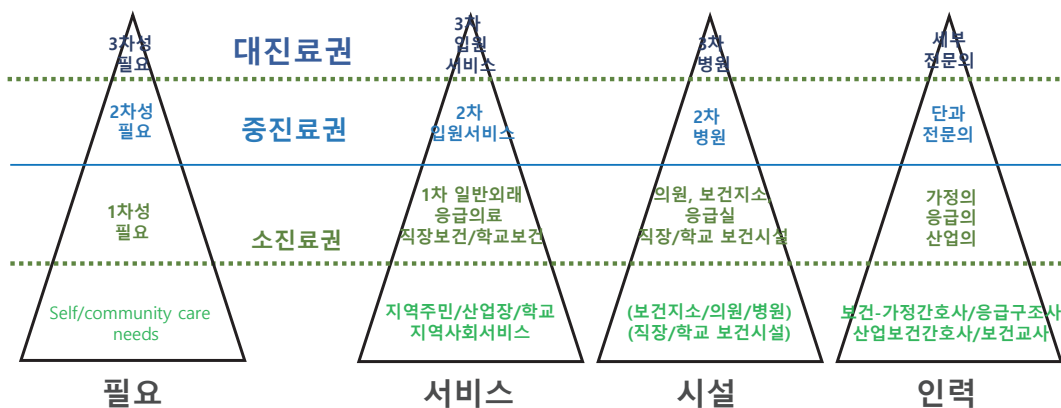 3차성
필요
대진료권
3차
입원
서비스
3차
병원
세부
전문의
2차성
필요
중진료권
2차
입원서비스
2차
병원
단과
전문의
1차성
필요
소진료권
1차 일반외래
응급의료
직장보건/학교보건
의원, 보건지소,
응급실
직장/학교 보건시설
가정의
응급의
산업의
Self/community care
needs
지역주민/산업장/학교
지역사회서비스
(보건지소/의원/병원)
(직장/학교 보건시설)
보건-가정간호사/응급구조사
산업보건간호사/보건교사
필요
서비스
시설
인력